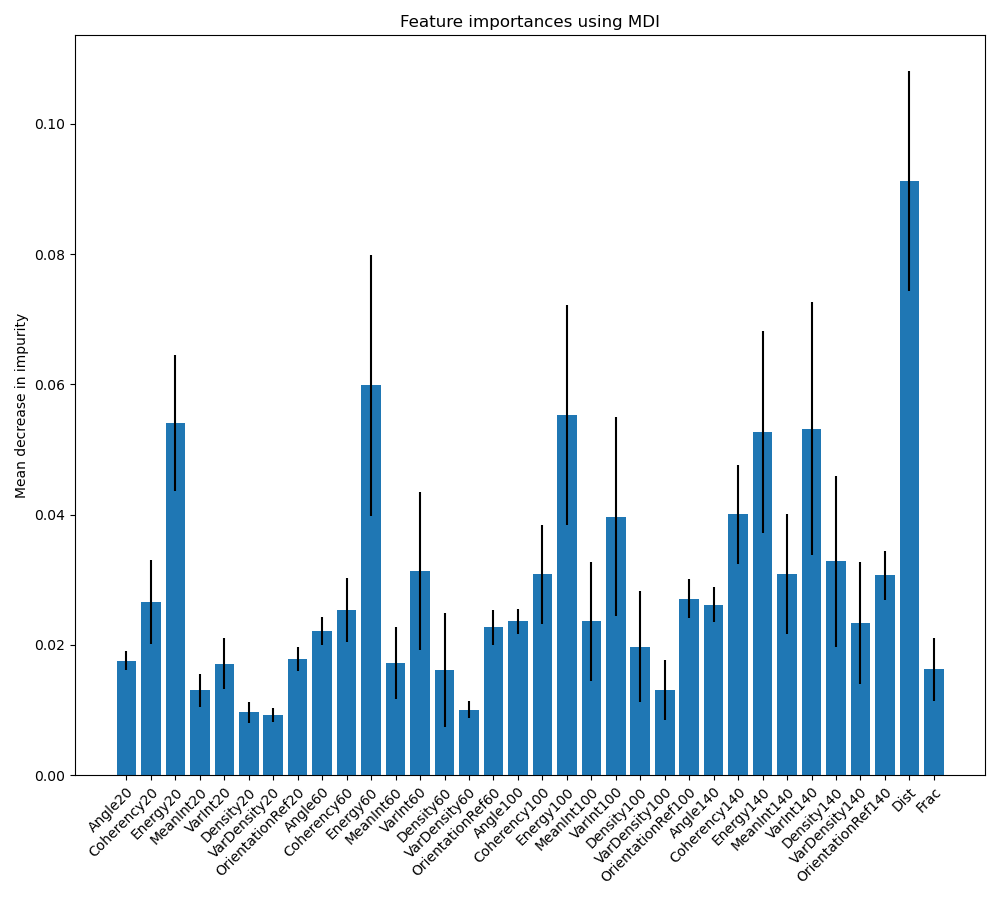 Feature importances using MDI
Mean decrease in impurity
0.10
0.08
0.06
0.04
0.02
0.00
Angle20
Coherency20
Energy20
MeanInt20
VarInt20
Density20
VarDensity20
OrientationRef20
Angle60
Coherency60
Energy60
MeanInt60
VarInt60
Density60
VarDensity60
OrientationRef60
Angle100
Coherency100
Energy100
MeanInt100
VarInt100
Density100
VarDensity100
OrientationRef100
Angle140
Coherency140
Energy140
MeanInt140
VarInt140
Density140
VarDensity140
OrientationRef140
Dist
Frac